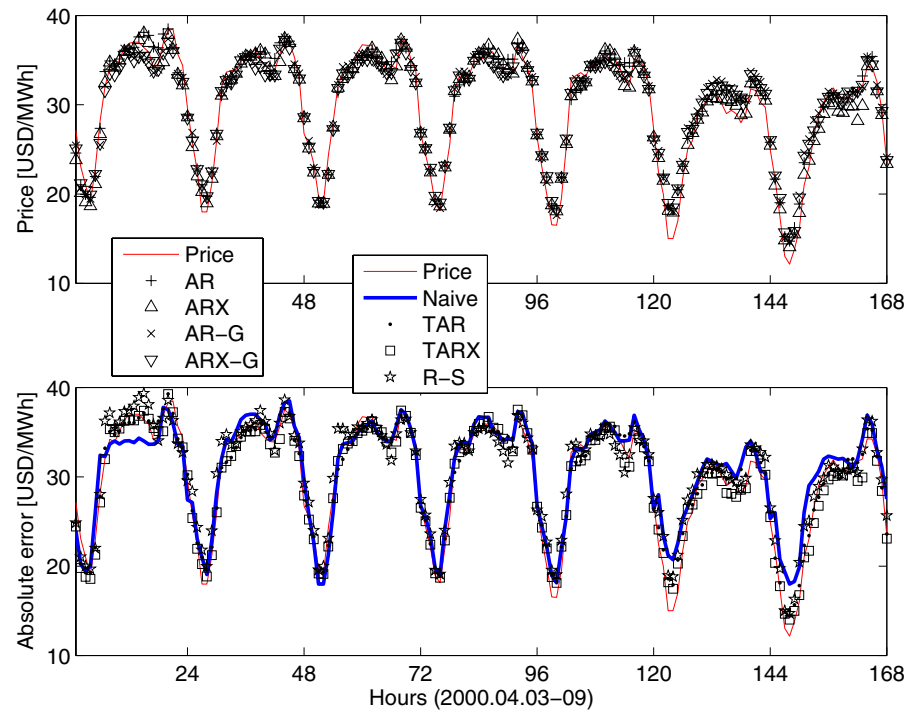 40
30
20
10
Price [USD/MWh]
48
96
120
144
168
Price
AR
ARX
AR−G
ARX−G
Price
Naive
TAR
TARX
R−S
40
30
20
10
Absolute error [USD/MWh]
24
48
72
96
120
144
168
Hours (2000.04.03−09)